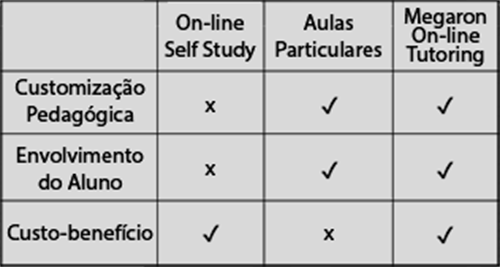 On-line
Self Study
Aulas
Particulares
Megaron
On-line
Tutoring
Customização
Pedagógica
x
✓
✓
Envolvimento
do Aluno
x
✓
✓
Custo-benefício
✓
x
✓